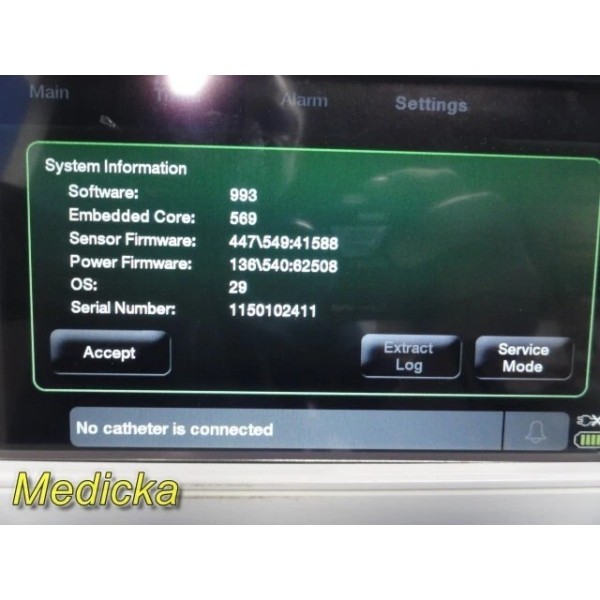 Main Trend Alarm Settings
System Information
Software: 993
Embedded Core: 569
Sensor Firmware: 447\549:41588
Power Firmware: 136\540:62508
OS: 29
Serial Number: 1150102411
Accept
Extract
Log
Service
Mode
No catheter is connected
Medicka